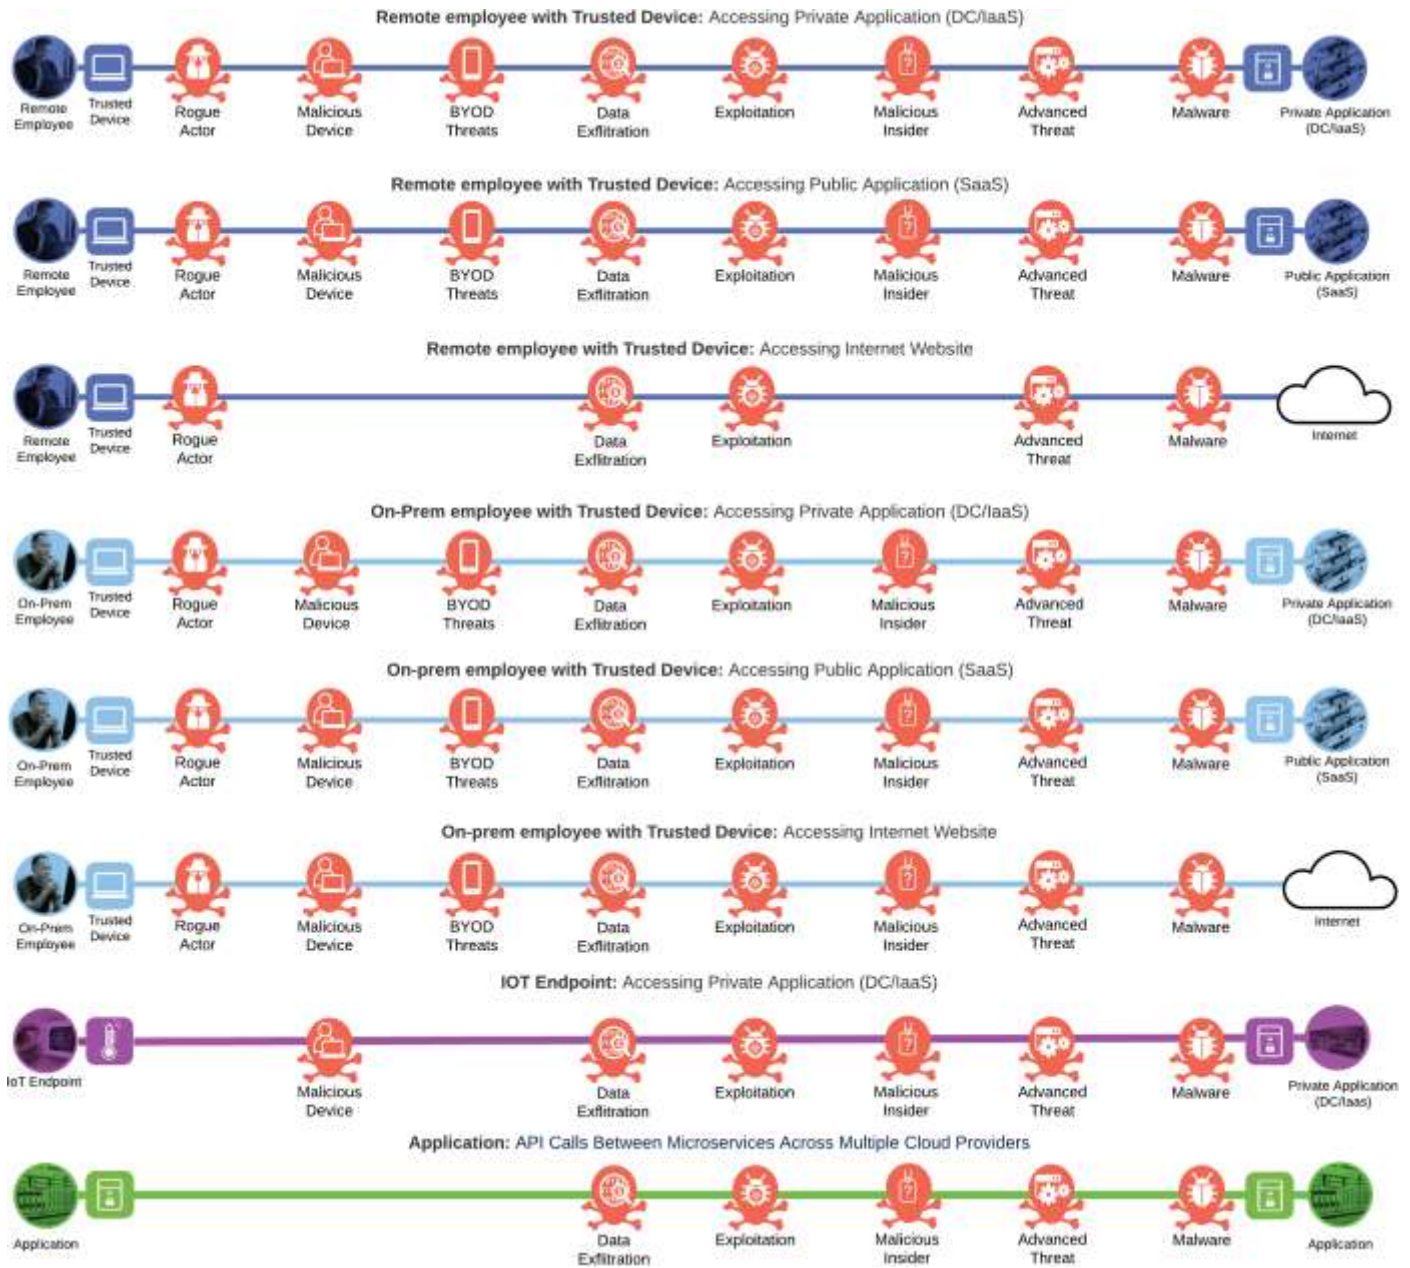 Remote employee with Trusted Device: Accessing Private Application (DC/IaaS)
Remote Employee
Trusted Device
Rogue Actor
Malicious Device
BYOD Threats
Data Exflitration
Exploitation
Malicious Insider
Advanced Threat
Malware
Private Application (DC/IaaS)
Remote employee with Trusted Device: Accessing Public Application (SaaS)
Remote Employee
Trusted Device
Rogue Actor
Malicious Device
BYOD Threats
Data Exflitration
Exploitation
Malicious Insider
Advanced Threat
Malware
Public Application (SaaS)
Remote employee with Trusted Device: Accessing Internet Website
Remote Employee
Trusted Device
Rogue Actor
Data Exflitration
Exploitation
Advanced Threat
Malware
Internet
On-Prem employee with Trusted Device: Accessing Private Application (DC/IaaS)
On-Prem Employee
Trusted Device
Rogue Actor
Malicious Device
BYOD Threats
Data Exflitration
Exploitation
Malicious Insider
Advanced Threat
Malware
Private Application (DC/IaaS)
On-prem employee with Trusted Device: Accessing Public Application (SaaS)
On-Prem Employee
Trusted Device
Rogue Actor
Malicious Device
BYOD Threats
Data Exflitration
Exploitation
Malicious Insider
Advanced Threat
Malware
Public Application (SaaS)
On-prem employee with Trusted Device: Accessing Internet Website
On-Prem Employee
Trusted Device
Rogue Actor
Malicious Device
BYOD Threats
Data Exflitration
Exploitation
Malicious Insider
Advanced Threat
Malware
Internet
IOT Endpoint: Accessing Private Application (DC/IaaS)
IoT Endpoint
Malicious Device
Data Exflitration
Exploitation
Malicious Insider
Advanced Threat
Malware
Private Application (DC/Iaas)
Application: API Calls Between Microservices Across Multiple Cloud Providers
Application
Data Exflitration
Exploitation
Malicious Insider
Advanced Threat
Malware
Application